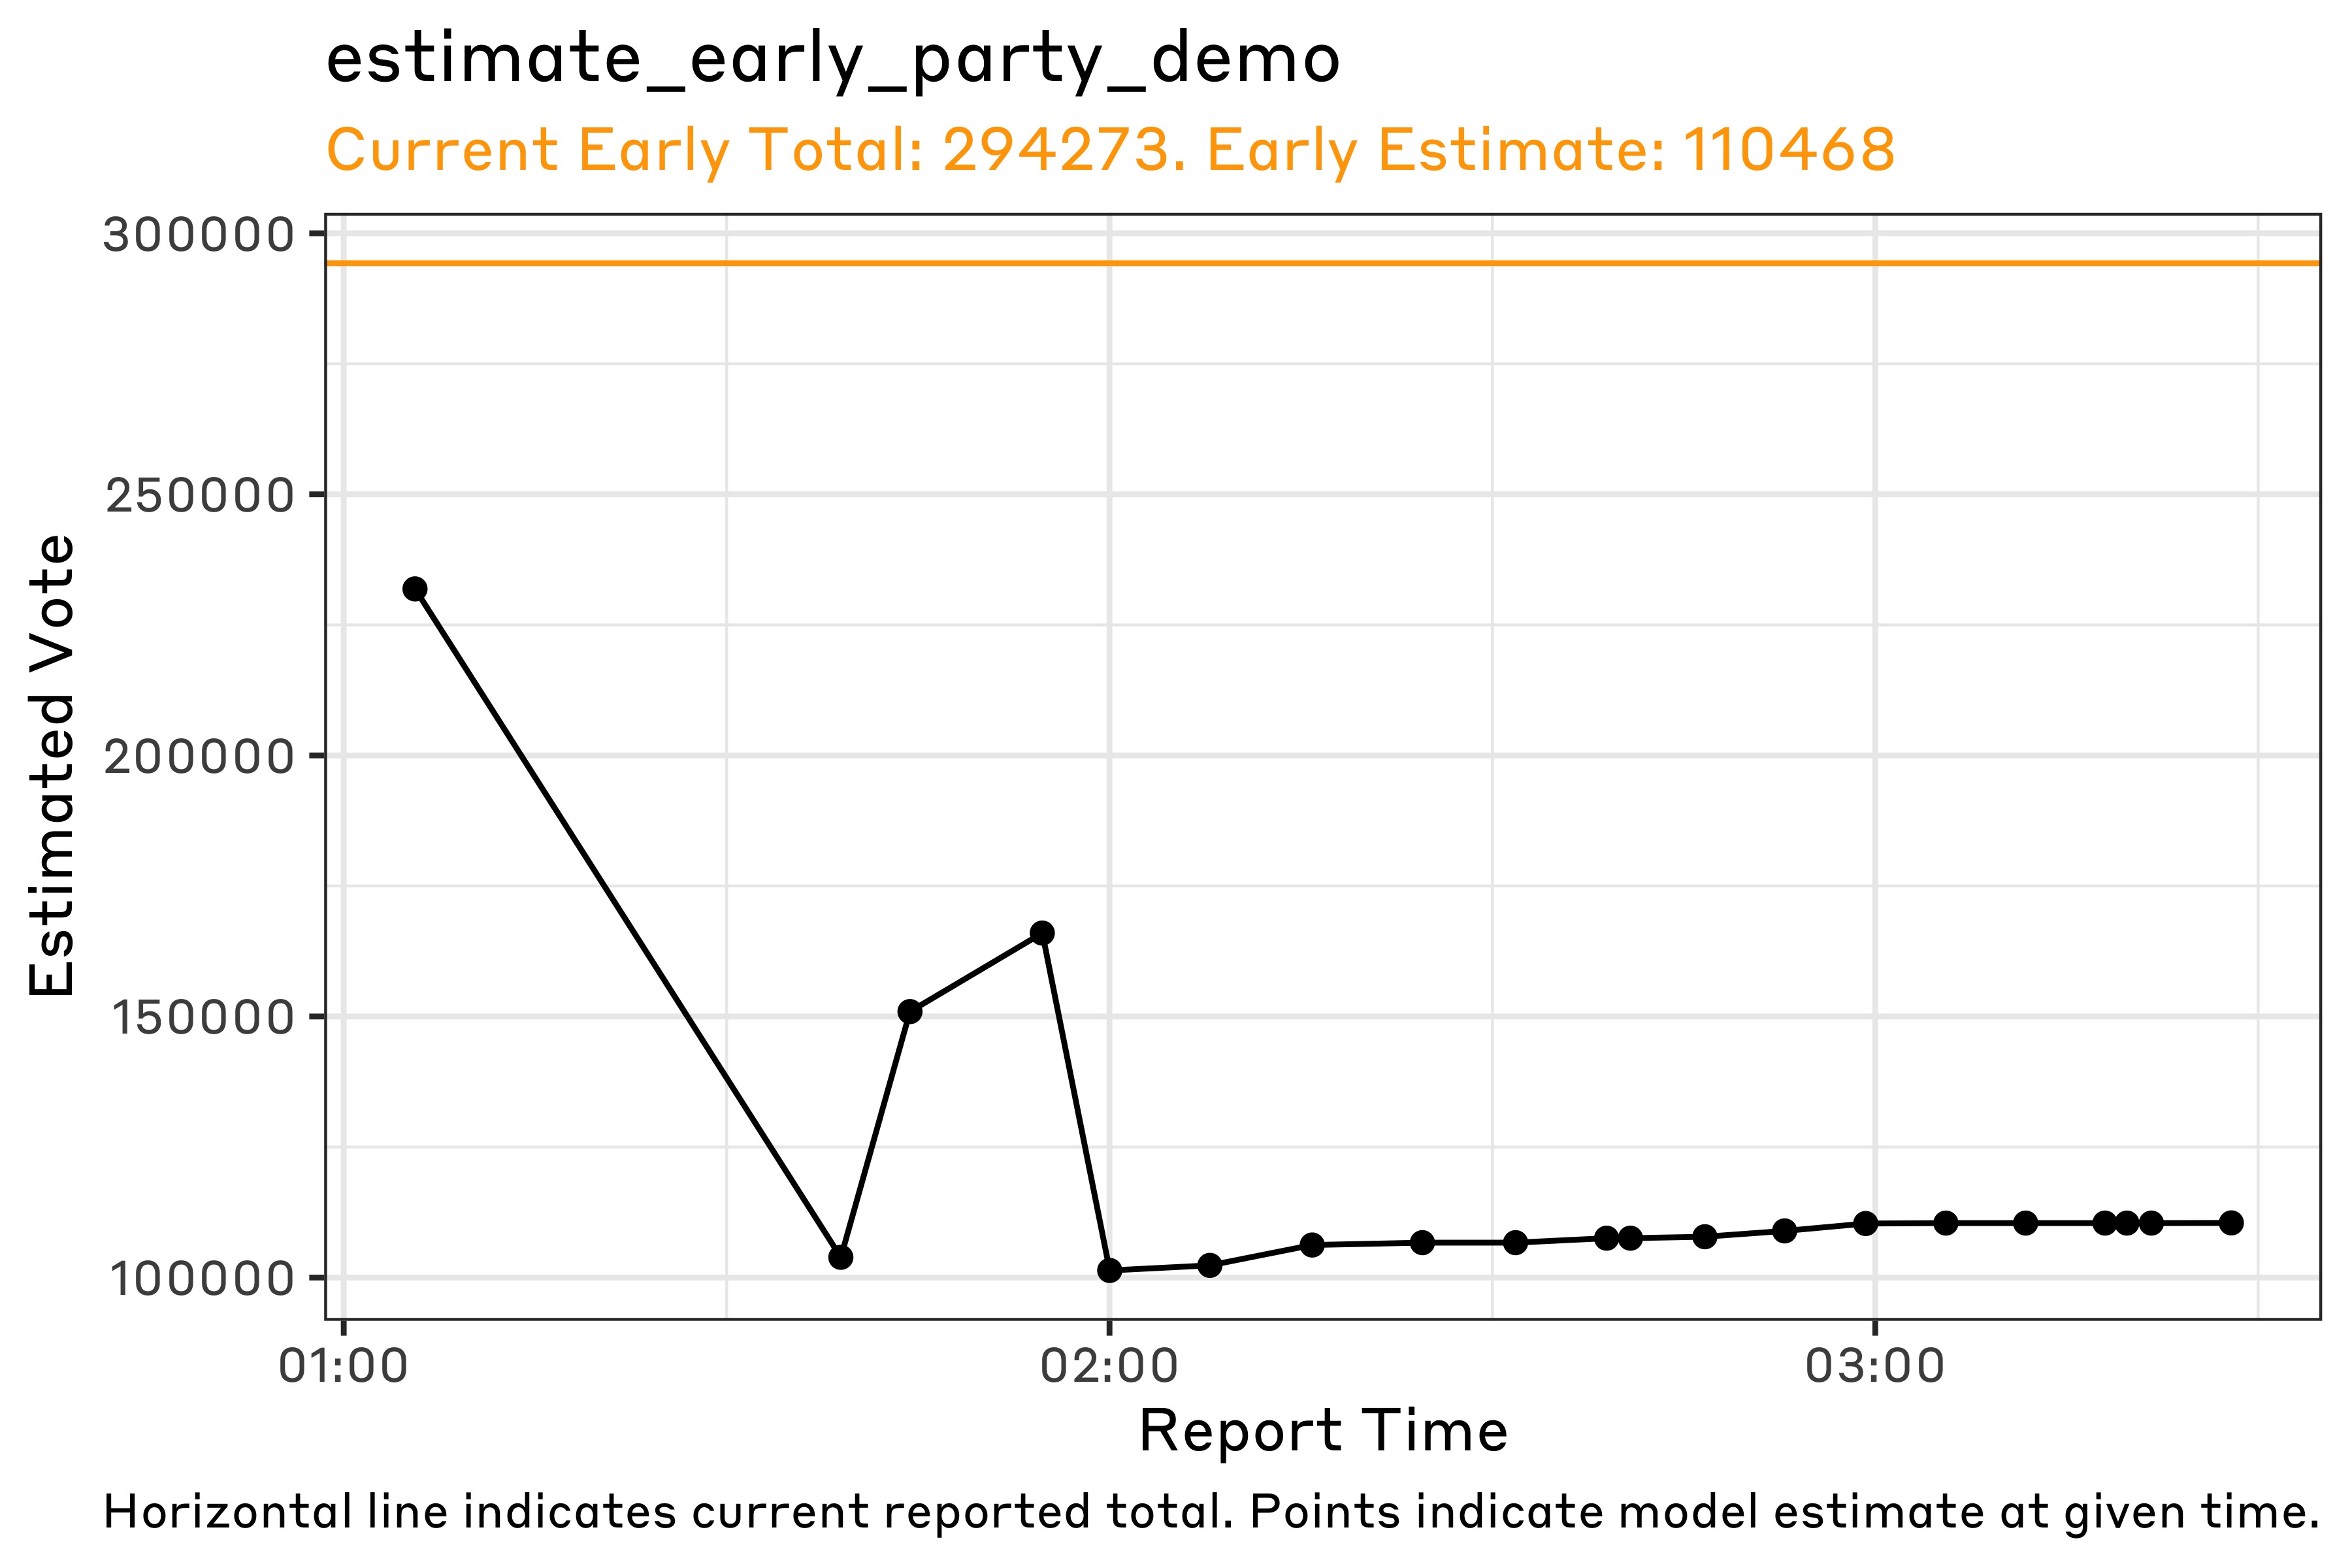 estimate_early_party_demo
Current Early Total: 294273. Early Estimate: 110468
300000
250000
200000
150000
100000
Estimated Vote
01:00 02:00 03:00
Report Time
Horizontal line indicates current reported total. Points indicate model estimate at given time.